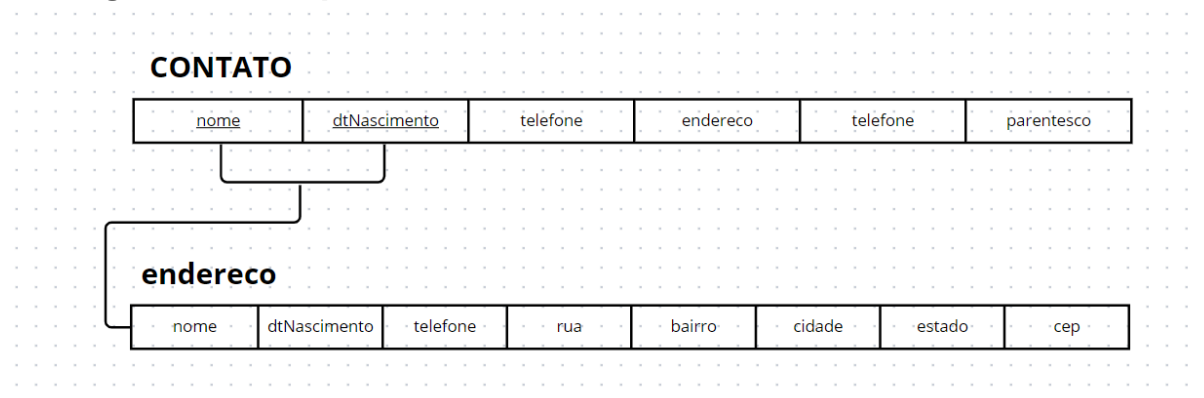 CONTATO
nome dtNascimento telefone endereco telefone parentesco
endereco
nome dtNascimento telefone rua bairro cidade estado cep